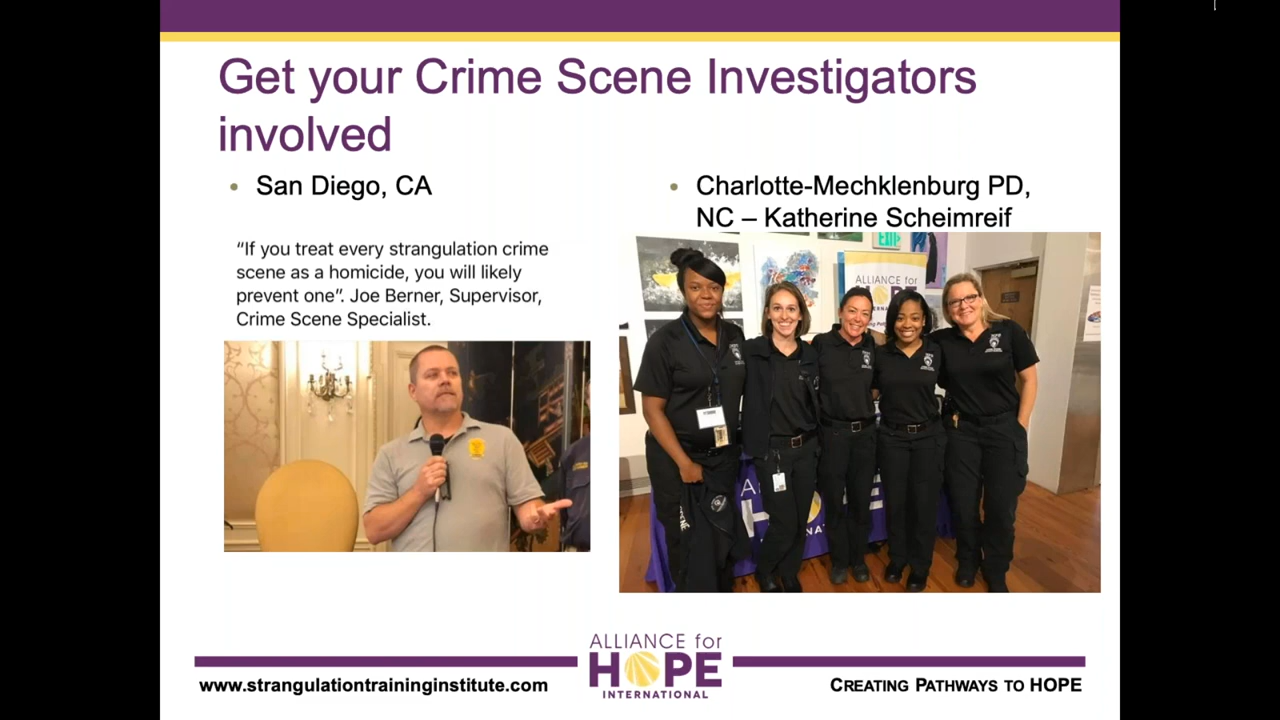 Get your Crime Scene Investigators
involved
• San Diego, CA
“If you treat every strangulation crime
scene as a homicide, you will likely
prevent one”. Joe Berner, Supervisor,
Crime Scene Specialist.
• Charlotte-Mechklenburg PD,
NC – Katherine Scheimreif
EXIT
ALLIANCE for
HOPE
INTERNATIONAL
ALLIANCE for
HOPE
INTERNATIONAL
www.strangulationtraininginstitute.com
CREATING PATHWAYS TO HOPE